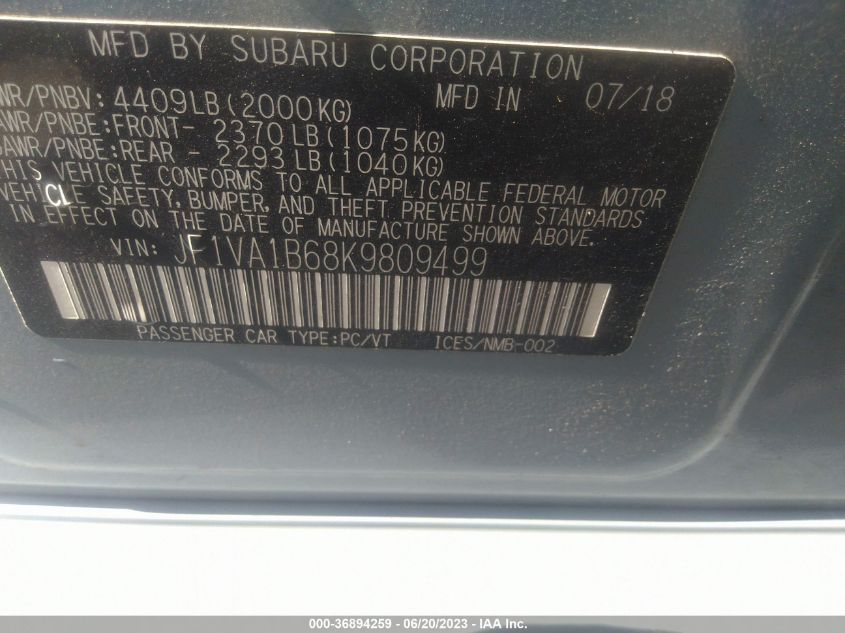 MFD BY SUBARU CORPORATION
WR/PNBV: 4409LB(2000KG) MFD IN 07/18
AWR/PNBE:FRONT- 2370LB(1075KG)
GAWR/PNBE:REAR - 2293LB(1040KG)
THIS VEHICLE CONFORMS TO ALL APPLICABLE FEDERAL MOTOR
VEHICLE SAFETY, BUMPER, AND THEFT PREVENTION STANDARDS
IN EFFECT ON THE DATE OF MANUFACTURE SHOWN ABOVE.
VIN: JF1VA1B68K9809499
PASSENGER CAR TYPE:PC/VT ICES/NMB-002
000-36894259 - 06/20/2023 - IAA Inc.